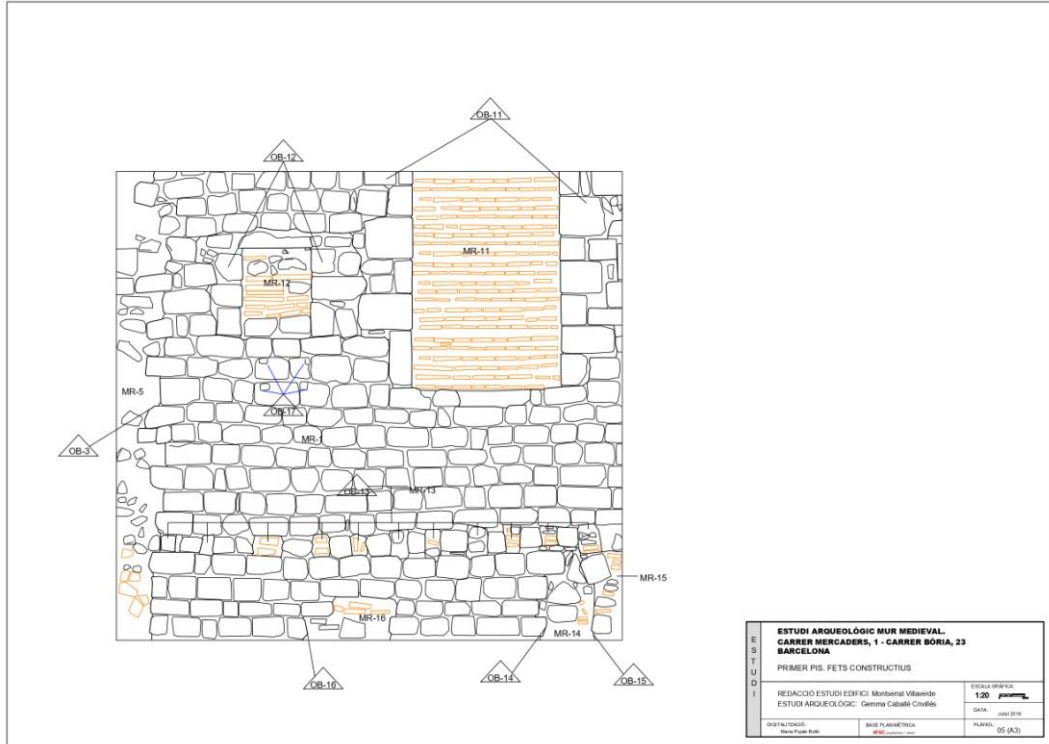 OB-11
OB-12
MR-11
MR-12
MR-5
OB-17
MR-1
OB-3
OB-13
MR-13
MR-15
MR-16
MR-14
OB-16
OB-14
OB-15
ESTUDI
ESTUDI ARQUEOLÒGIC MUR MEDIEVAL.
CARRER MERCADERS, 1 - CARRER BÒRIA, 23
BARCELONA
PRIMER PIS. FETS CONSTRUCTIUS
REDACCIÓ ESTUDI EDIFICI: Montserrat Villaverde
ESTUDI ARQUEOLÒGIC: Gemma Caballé Crivillés
ESCALA GRÀFICA:
1:20
DATA:
DIGITALITZACIÓ:
BASE PLANIMÈTRICA:
PLÀNOL:
05 (A3)